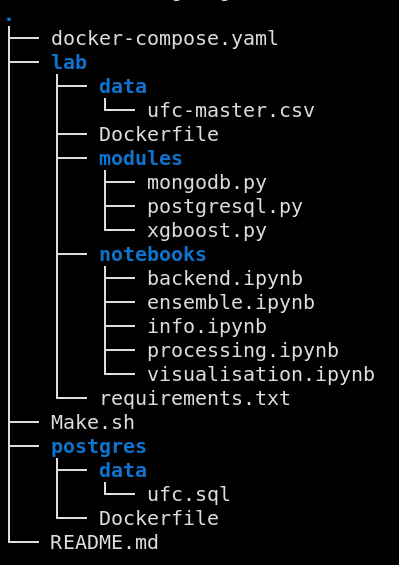 .
├── docker-compose.yaml
├── lab
│   ├── data
│   │   └── ufc-master.csv
│   ├── Dockerfile
│   ├── modules
│   │   ├── mongodb.py
│   │   ├── postgresql.py
│   │   └── xgboost.py
│   ├── notebooks
│   │   ├── backend.ipynb
│   │   ├── ensemble.ipynb
│   │   ├── info.ipynb
│   │   ├── processing.ipynb
│   │   └── visualisation.ipynb
│   └── requirements.txt
├── Make.sh
├── postgres
│   ├── data
│   │   └── ufc.sql
│   └── Dockerfile
└── README.md